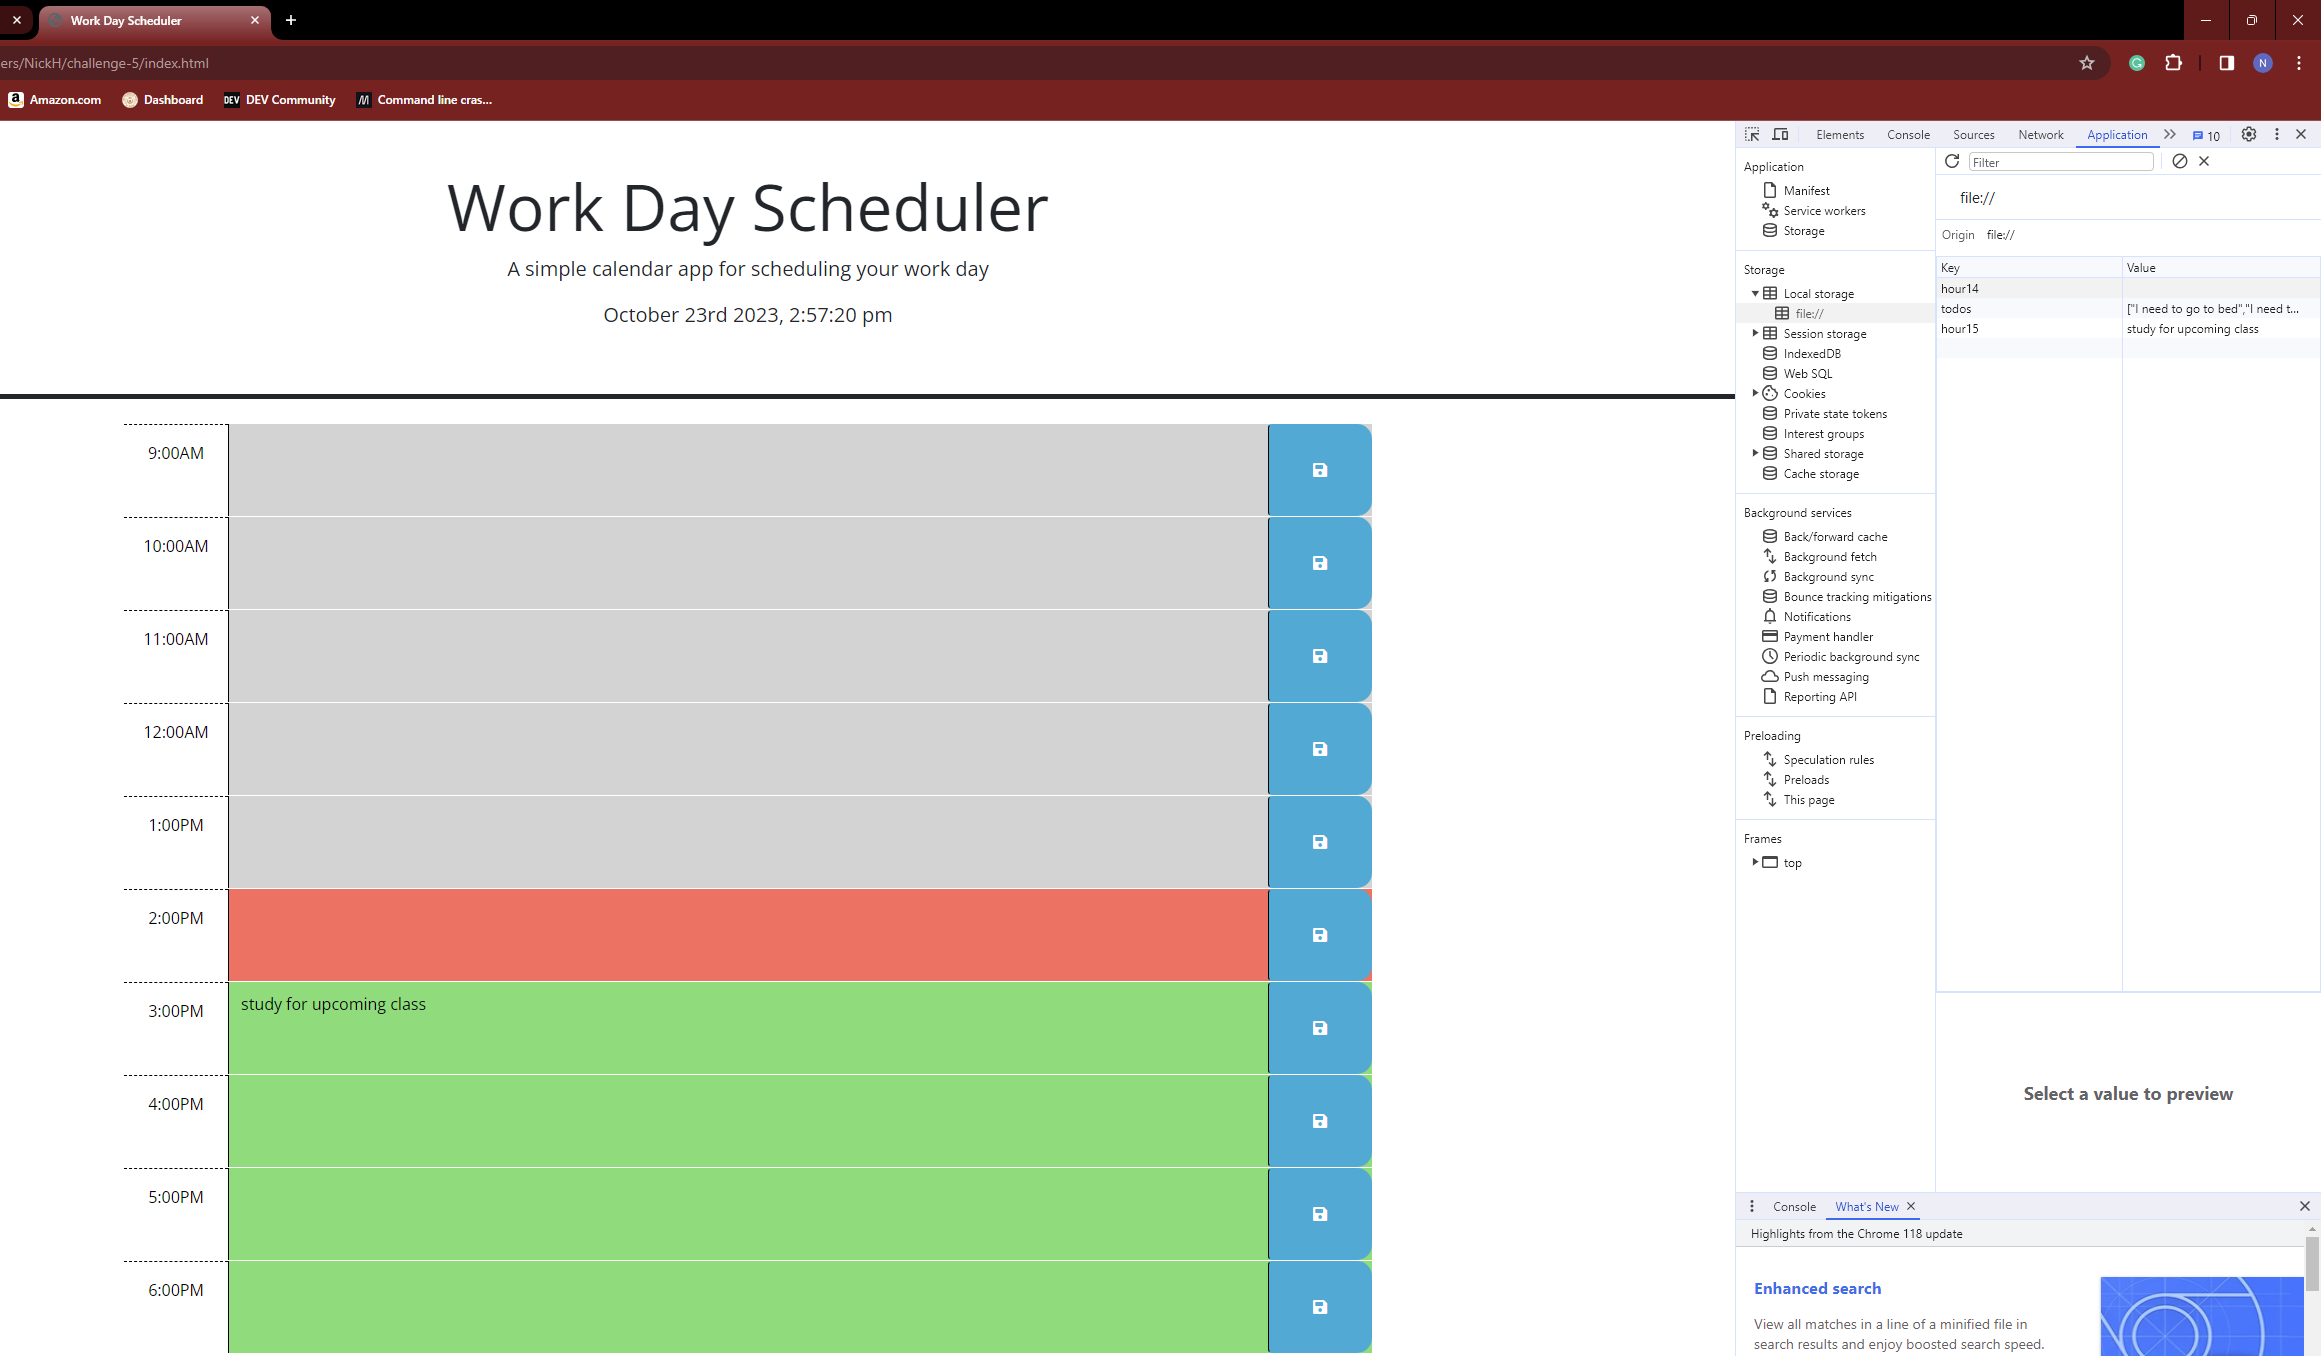 Work Day Scheduler
ers/NickH/challenge-5/index.html
N
Amazon.com
Dashboard
DEV DEV Community
Command line cras...
Work Day Scheduler
A simple calendar app for scheduling your work day
October 23rd 2023, 2:57:20 pm
9:00AM
10:00AM
11:00AM
12:00AM
1:00PM
2:00PM
3:00PM study for upcoming class
4:00PM
5:00PM
6:00PM
Elements Console Sources Network Application 10
Application
Manifest
Service workers
Storage
Storage
Local storage
file://
Session storage
IndexedDB
Web SQL
Cookies
Private state tokens
Interest groups
Shared storage
Cache storage
Background services
Back/forward cache
Background fetch
Background sync
Bounce tracking mitigations
Notifications
Payment handler
Periodic background sync
Push messaging
Reporting API
Preloading
Speculation rules
Preloads
This page
Frames
top
Filter
file://
Origin file://
Key Value
hour14
todos ["I need to go to bed","I need t...
hour15 study for upcoming class
Select a value to preview
Console What's New
Highlights from the Chrome 118 update
Enhanced search
View all matches in a line of a minified file in
search results and enjoy boosted search speed.